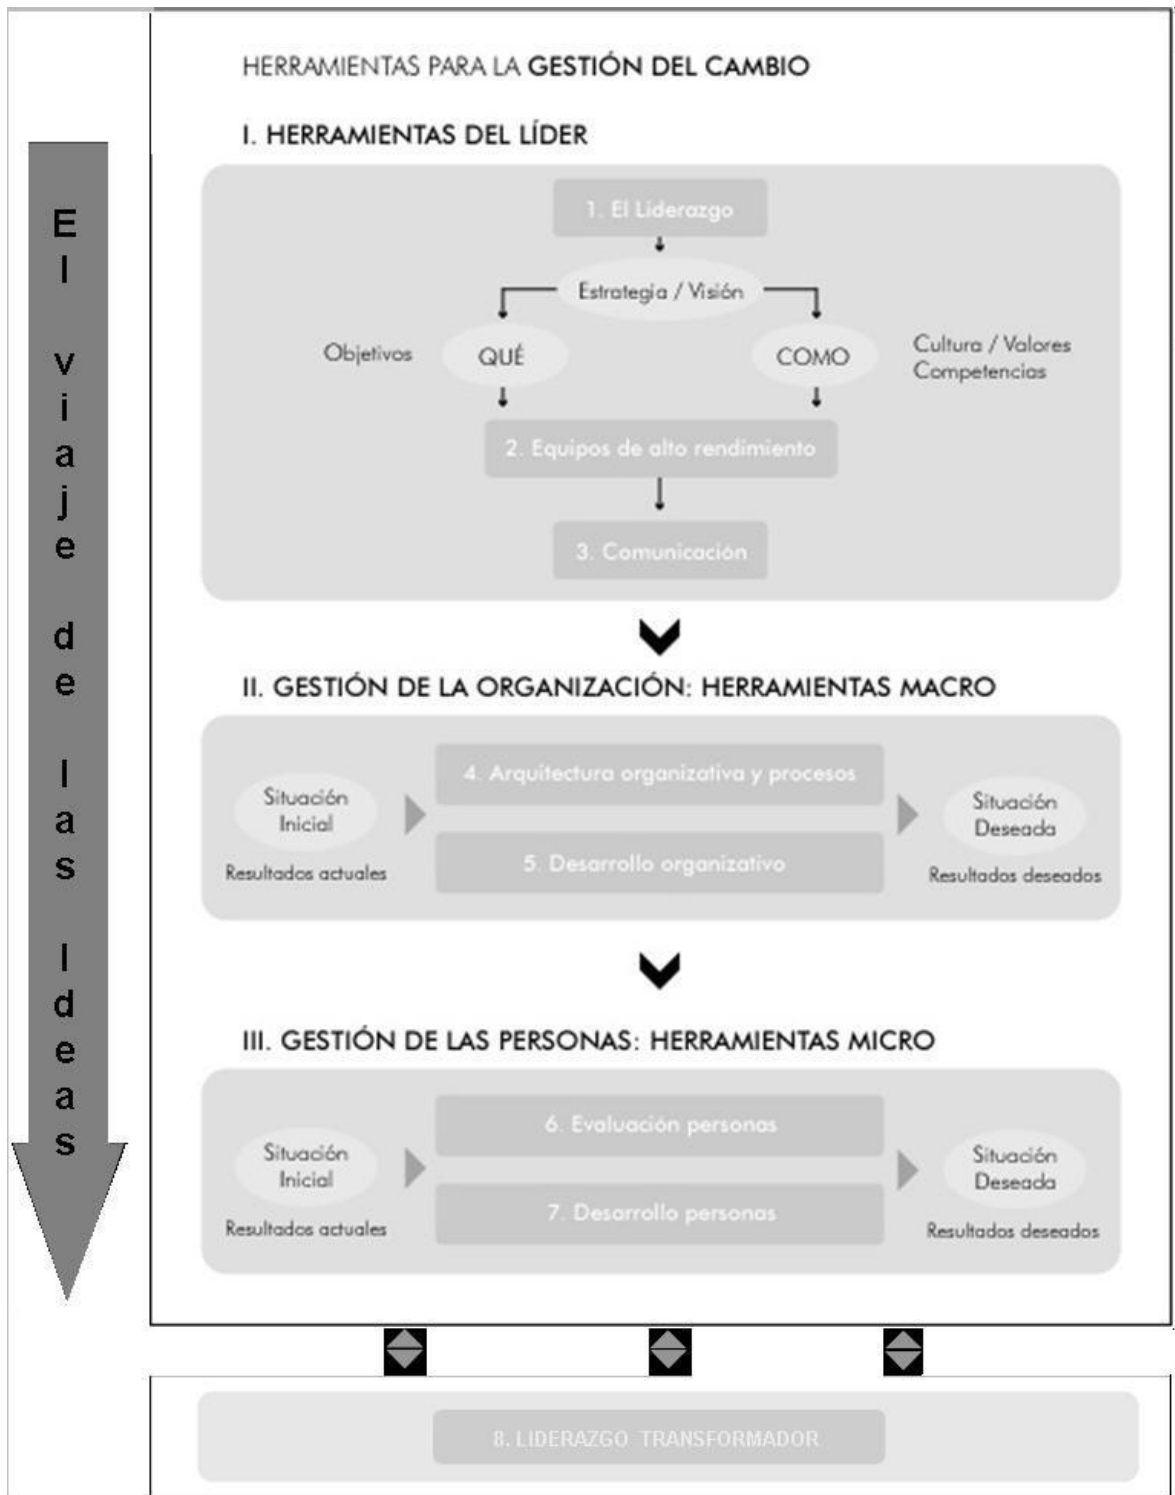 El viaje de las Ideas
HERRAMIENTAS PARA LA GESTIÓN DEL CAMBIO
I. HERRAMIENTAS DEL LÍDER
1. El Liderazgo
Estrategia / Visión
Objetivos
QUÉ
COMO
Cultura / Valores
Competencias
2. Equipos de alto rendimiento
3. Comunicación
II. GESTIÓN DE LA ORGANIZACIÓN: HERRAMIENTAS MACRO
Situación
Inicial
Resultados actuales
4. Arquitectura organizativa y procesos
5. Desarrollo organizativo
Situación
Deseada
Resultados deseados
III. GESTIÓN DE LAS PERSONAS: HERRAMIENTAS MICRO
Situación
Inicial
Resultados actuales
6. Evaluación personas
7. Desarrollo personas
Situación
Deseada
Resultados deseados
8. LIDERAZGO TRANSFORMADOR